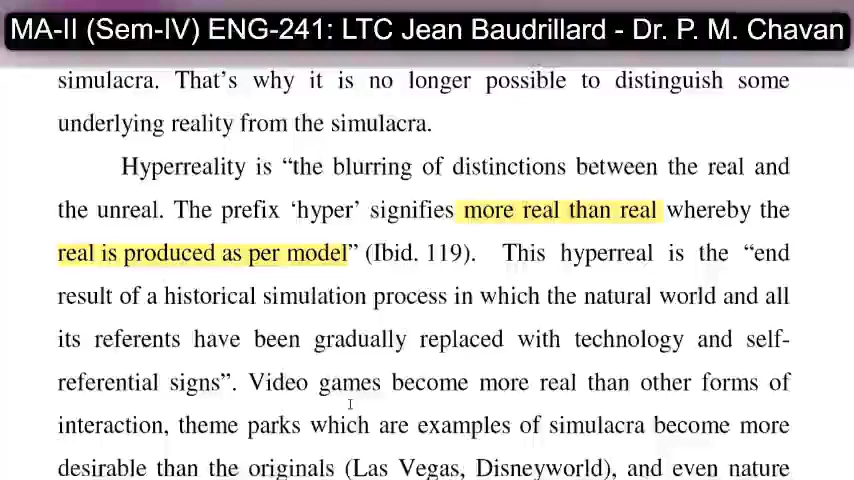 MA-II (Sem-IV) ENG-241: LTC Jean Baudrillard - Dr. P. M. Chavan
simulacra. That’s why it is no longer possible to distinguish some
underlying reality from the simulacra.
Hyperreality is “the blurring of distinctions between the real and
the unreal. The prefix ‘hyper’ signifies more real than real whereby the
real is produced as per model” (Ibid. 119). This hyperreal is the “end
result of a historical simulation process in which the natural world and all
its referents have been gradually replaced with technology and self-
referential signs”. Video games become more real than other forms of
interaction, theme parks which are examples of simulacra become more
desirable than the originals (Las Vegas, Disneyworld), and even nature